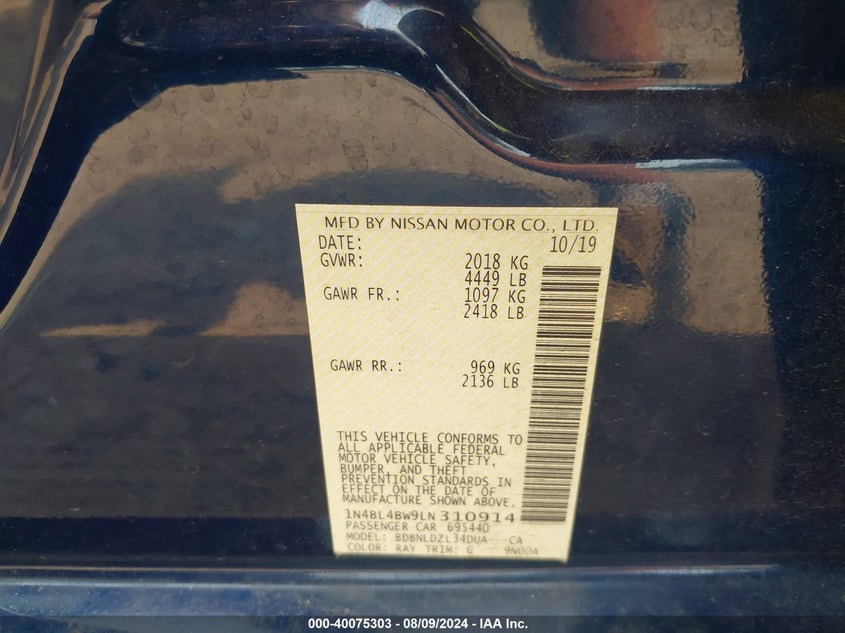 MFD BY NISSAN MOTOR CO., LTD.
DATE: 10/19
GVWR: 2018 KG
4449 LB
GAWR FR.: 1097 KG
2418 LB
GAWR RR.: 969 KG
2136 LB
THIS VEHICLE CONFORMS TO
ALL APPLICABLE FEDERAL
MOTOR VEHICLE SAFETY,
BUMPER, AND THEFT
PREVENTION STANDARDS IN
EFFECT ON THE DATE OF
MANUFACTURE SHOWN ABOVE.
1N4BL4BW9LN310914
PASSENGER CAR 695440
MODEL: BDBNLDZL34DUA---CA
COLOR: RAY TRIM: G 9N00A
000-40075303 - 08/09/2024 - IAA Inc.